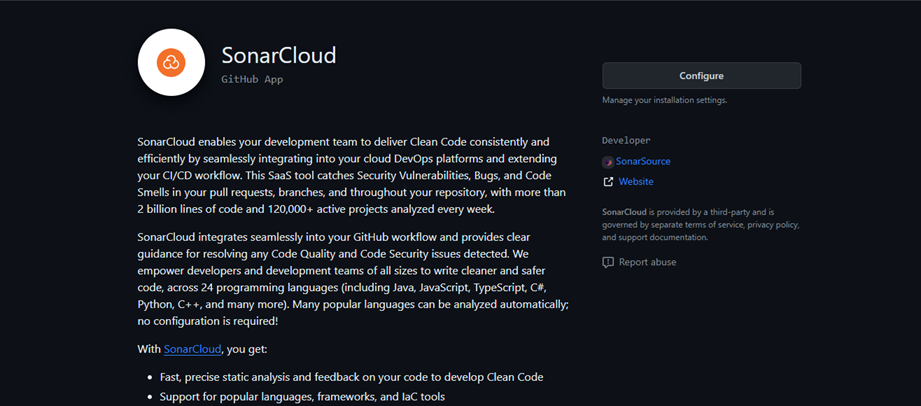 SonarCloud
GitHub App
Configure
Manage your installation settings.
SonarCloud enables your development team to deliver Clean Code consistently and
efficiently by seamlessly integrating into your cloud DevOps platforms and extending
your CI/CD workflow. This SaaS tool catches Security Vulnerabilities, Bugs, and Code
Smells in your pull requests, branches, and throughout your repository, with more than
2 billion lines of code and 120,000+ active projects analyzed every week.
SonarCloud integrates seamlessly into your GitHub workflow and provides clear
guidance for resolving any Code Quality and Code Security issues detected. We
empower developers and development teams of all sizes to write cleaner and safer
code, across 24 programming languages (including Java, JavaScript, TypeScript, C#,
Python, C++, and many more). Many popular languages can be analyzed automatically;
no configuration is required!
With SonarCloud, you get:
• Fast, precise static analysis and feedback on your code to develop Clean Code
• Support for popular languages, frameworks, and IaC tools
Developer
SonarSource
Website
SonarCloud is provided by a third-party and is
governed by separate terms of service, privacy policy,
and support documentation.
Report abuse